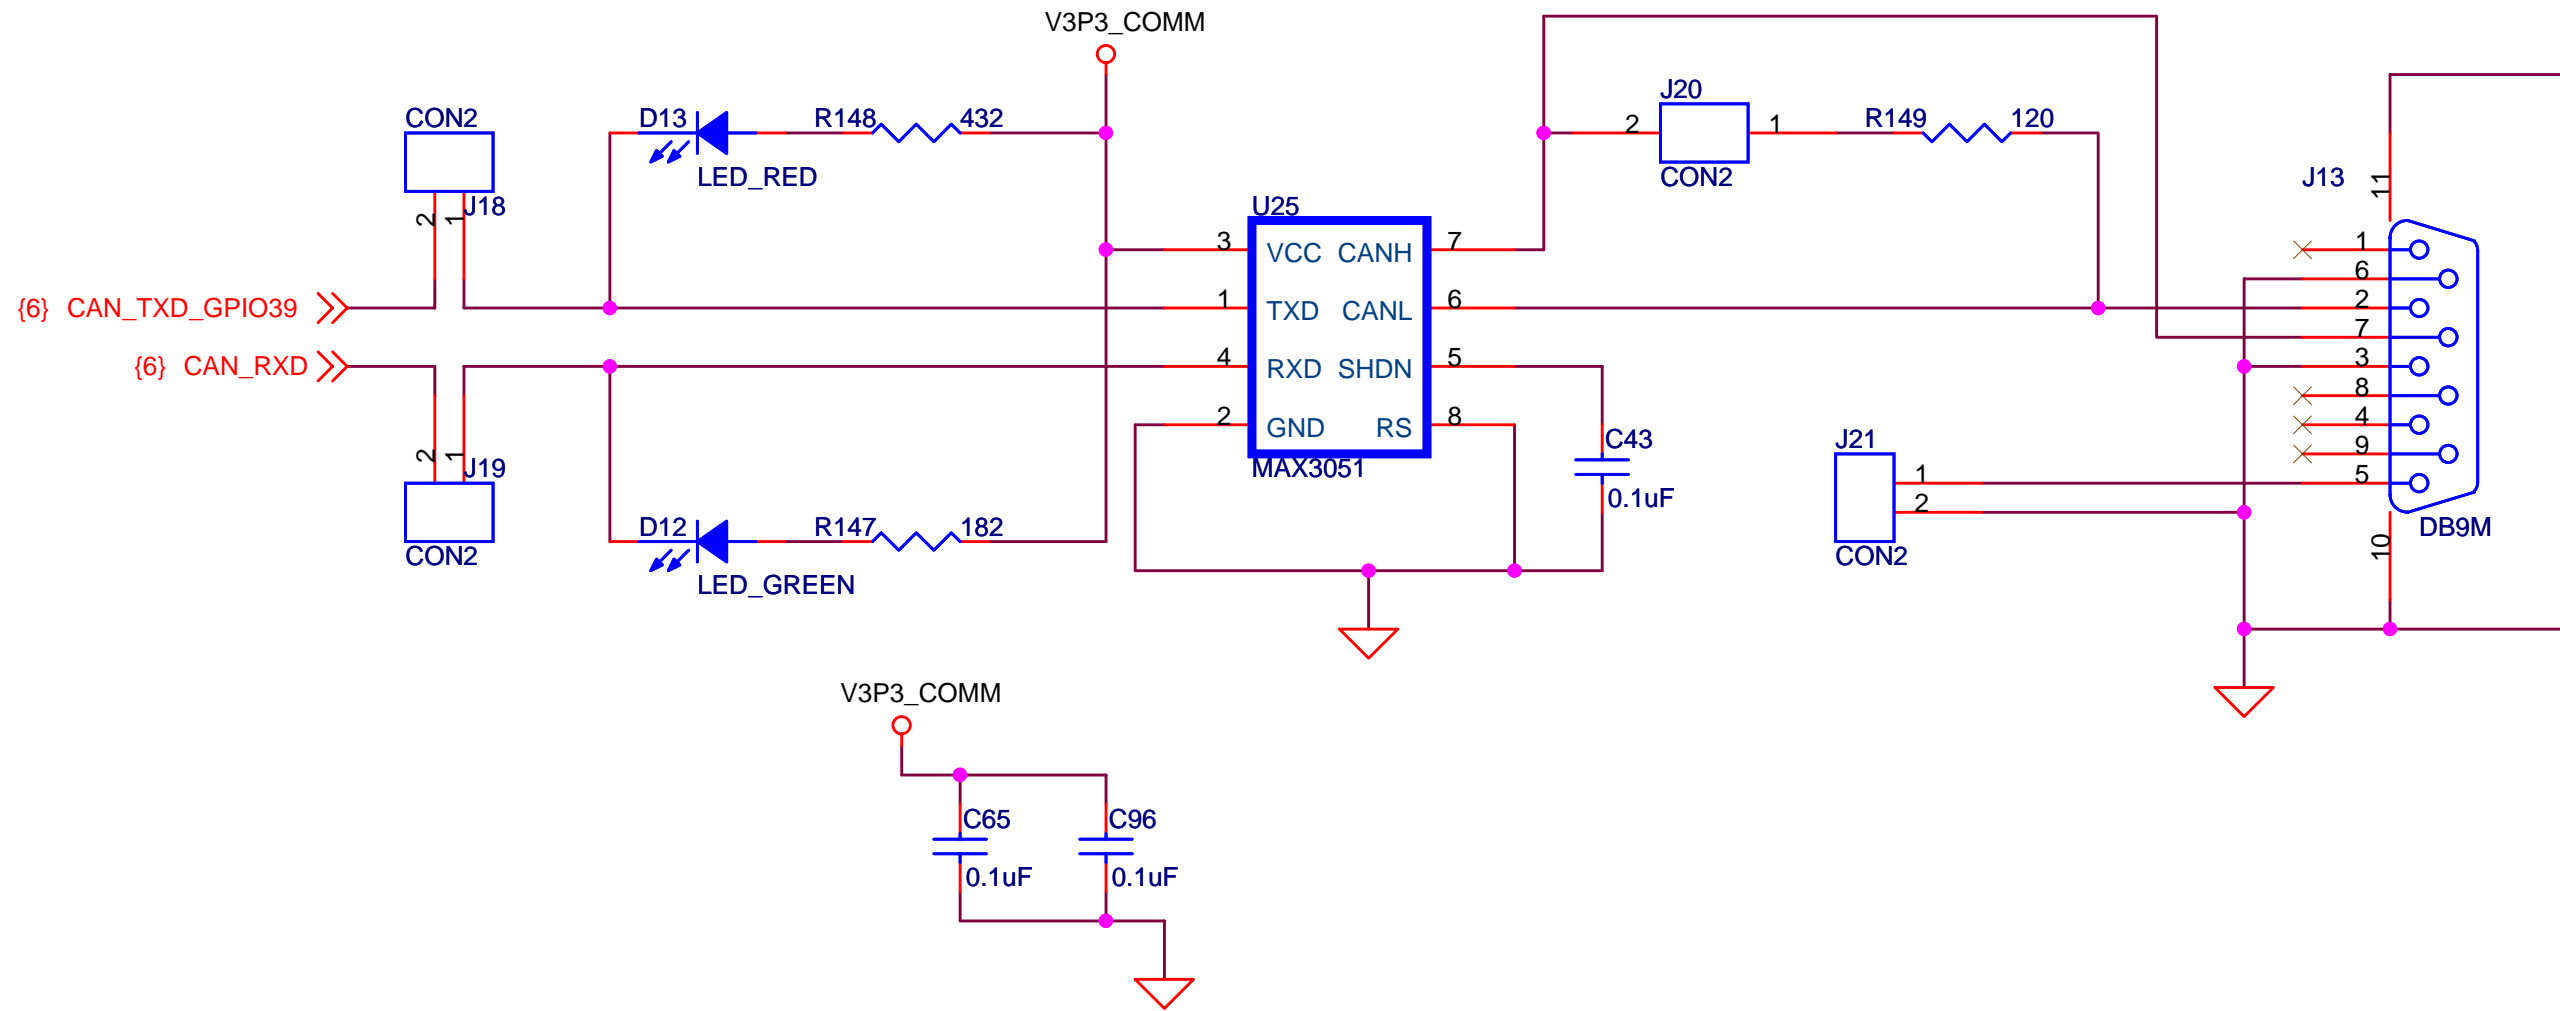 V3P3_COMM
CON2
J18
2
1
D13
LED_RED
R148
432
J20
2
1
CON2
R149
120
J13
11
{6} CAN_TXD_GPIO39
{6} CAN_RXD
U25
3
VCC
CANH
7
1
TXD
CANL
6
4
RXD
SHDN
5
2
GND
RS
8
MAX3051
1
6
2
7
3
8
4
9
5
DB9M
10
2
1
J19
CON2
D12
LED_GREEN
R147
182
C43
0.1uF
J21
1
2
CON2
V3P3_COMM
C65
0.1uF
C96
0.1uF